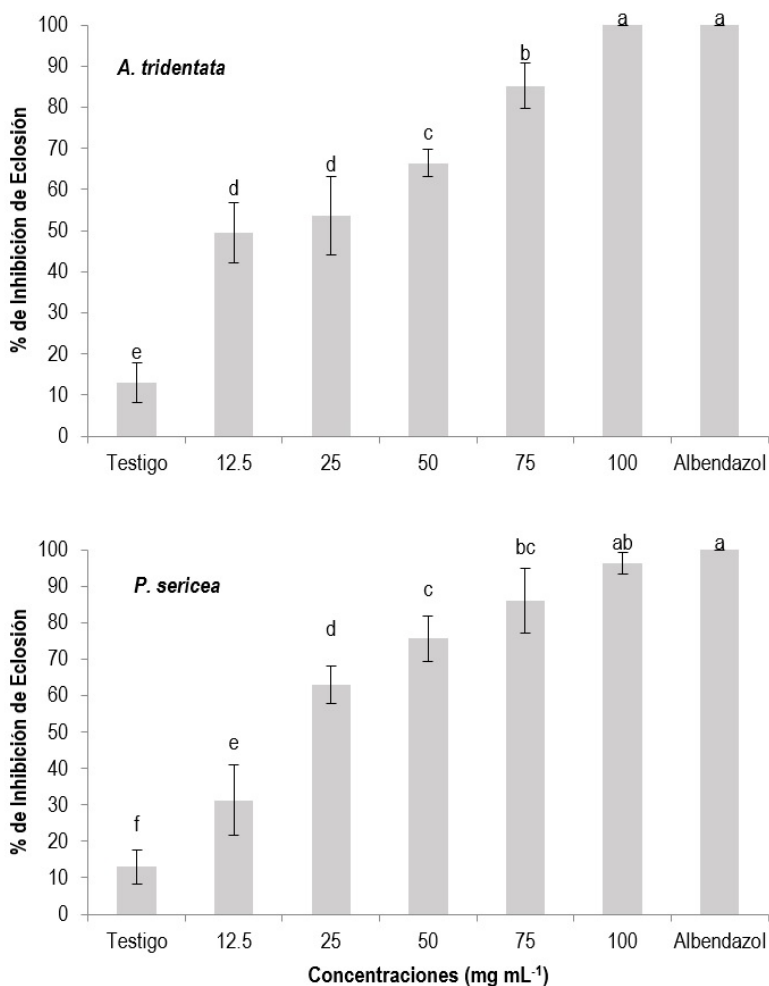 % de Inhibición de Eclosión
100
90
80
70
60
50
40
30
20
10
0
A. tridentata
e
d
d
c
b
a
a
Testigo 12.5 25 50 75 100 Albendazol
% de Inhibición de Eclosión
100
90
80
70
60
50
40
30
20
10
0
P. sericea
f
e
d
c
bc
ab
a
Testigo 12.5 25 50 75 100 Albendazol
Concentraciones (mg mL⁻¹)